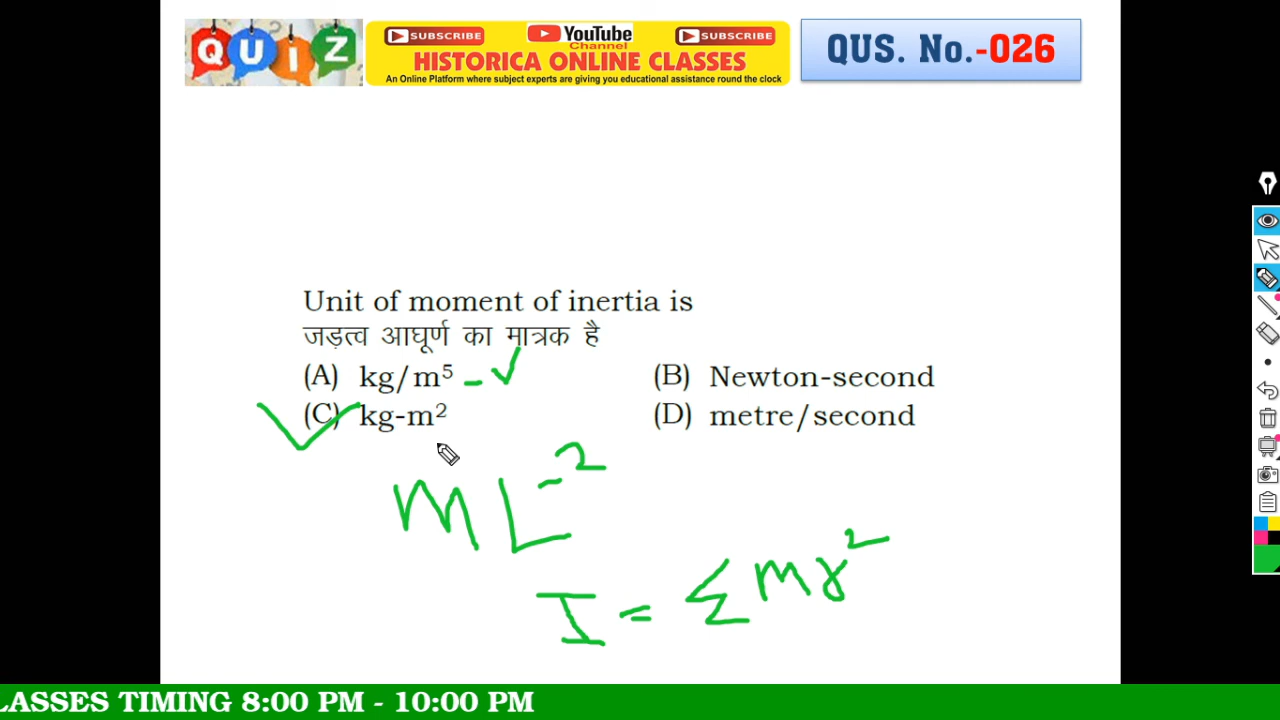 QUIZ
SUBSCRIBE
YouTube
Channel
SUBSCRIBE
HISTORICA ONLINE CLASSES
An Online Platform where subject experts are giving you educational assistance round the clock
QUS. No.-026
Unit of moment of inertia is
जड़त्व आघूर्ण का मात्रक है
(A) kg/m⁵ - ✓
(B) Newton-second
(C) kg-m²
(D) metre/second
ML⁻²
I = Σmr²
LASSES TIMING 8:00 PM - 10:00 PM